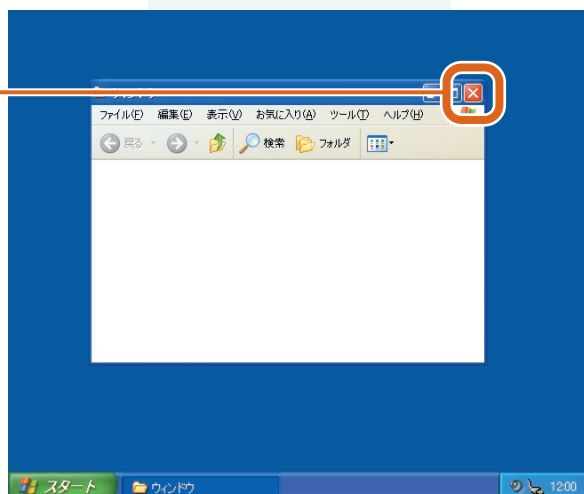 ファイル(F) 編集(E) 表示(V) お気に入り(A) ツール(T) ヘルプ(H)
戻る 検索 フォルダ
スタート ウィンドウ 12:00